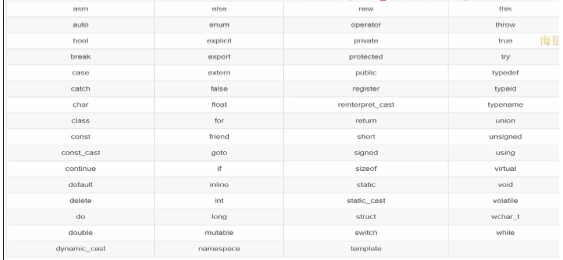 asm else new this
auto enum operator throw
bool explicit private true
break export protected try
case extern public typedef
catch false register typeid
char float reinterpret_cast typename
class for return union
const friend short unsigned
const_cast goto signed using
continue if sizeof virtual
default inline static void
delete int static_cast volatile
do long struct wchar_t
double mutable switch while
dynamic_cast namespace template